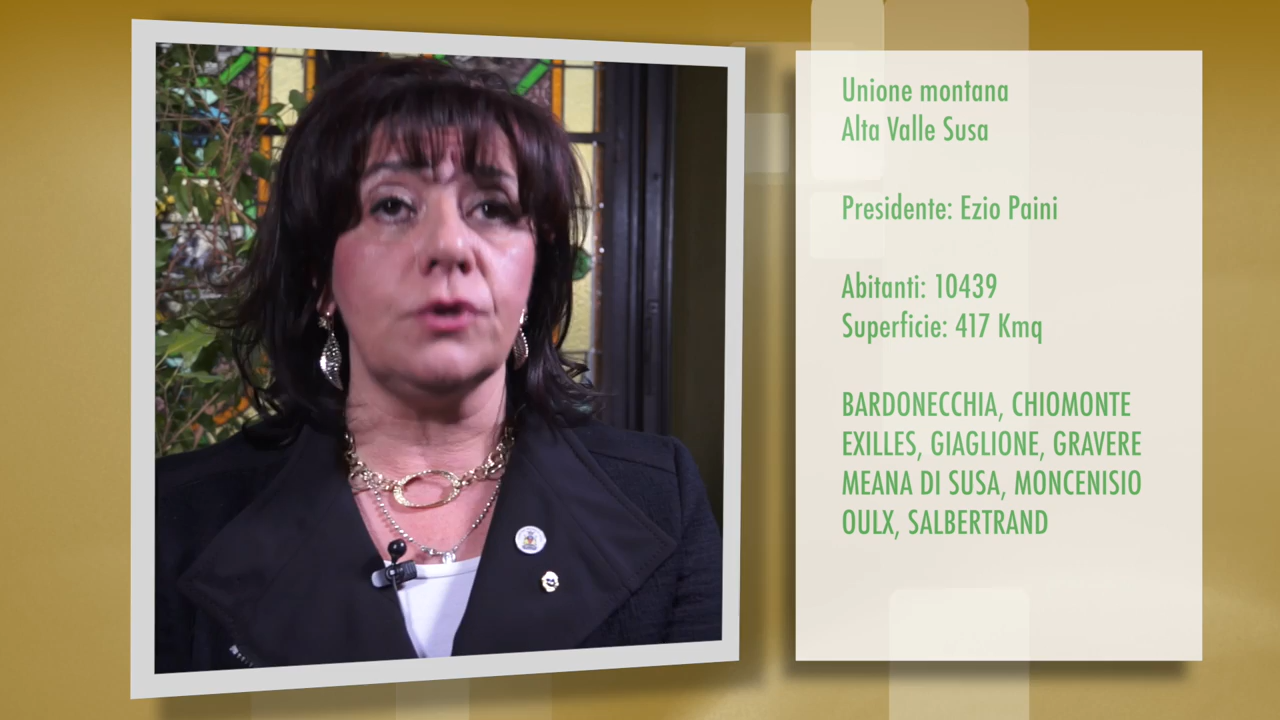 Unione montana
Alta Valle Susa
Presidente: Ezio Paini
Abitanti: 10439
Superficie: 417 Kmq
BARDONECCHIA, CHIOMONTE
EXILLES, GIAGLIONE, GRAVERE
MEANA DI SUSA, MONCENISIO
OULX, SALBERTRAND